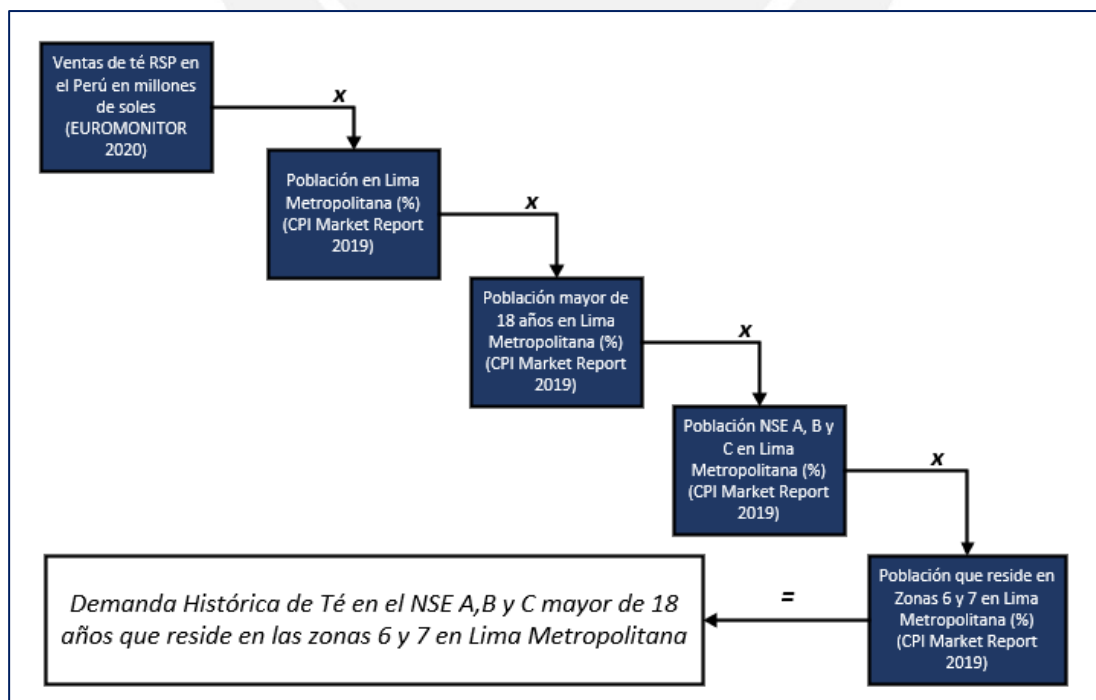 Ventas de té RSP en
el Perú en millones
de soles
(EUROMONITOR
2020)
x
Población en Lima
Metropolitana (%)
(CPI Market Report
2019)
x
Población mayor de
18 años en Lima
Metropolitana (%)
(CPI Market Report
2019)
x
Población NSE A, B y
C en Lima
Metropolitana (%)
(CPI Market Report
2019)
x
Población que reside en
Zonas 6 y 7 en Lima
Metropolitana (%)
(CPI Market Report
2019)
=
Demanda Histórica de Té en el NSE A,B y C mayor de 18
años que reside en las zonas 6 y 7 en Lima Metropolitana